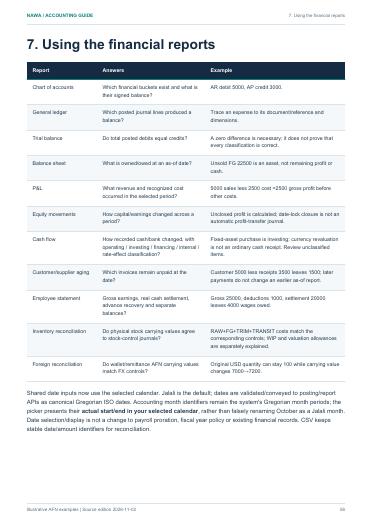 NAWA / ACCOUNTING GUIDE
7. Using the financial reports
7. Using the financial reports
Report Answers Example
Chart of accounts Which financial buckets exist and what is AR debit 5000, AP credit 3000.
their signed balance?
General ledger Which posted journal lines produced a Trace an expense to its document/reference and
balance? dimensions.
Trial balance Do total posted debits equal credits? A zero difference is necessary; it does not prove that
every classification is correct.
Balance sheet What is owned/owed at an as-of date? Unsold FG 22500 is an asset, not remaining profit or
cash.
P&L What revenue and recognized cost 5000 sales less 2500 cost =2500 gross profit before
occurred in the selected period? other costs.
Equity movements How capital/earnings changed across a Unclosed profit is calculated; date-lock closure is not an
period? automatic profit-transfer journal.
Cash flow How recorded cash/bank changed, with Fixed-asset purchase is investing; currency revaluation
operating / investing / financing / internal / is not an ordinary cash receipt. Review unclassified
rate-effect classification? items.
Customer/supplier aging Which invoices remain unpaid at the Customer 5000 less receipts 3500 leaves 1500; later
date? payments do not change an earlier as-of report.
Employee statement Gross earnings, real cash settlement, Gross 25000, deductions 1000, settlement 20000
advance recovery and separate leaves 4000 wages owed.
balances?
Inventory reconciliation Do physical stock carrying values agree RAW+FG+TRIM+TRANSIT costs match the
to stock-control journals? corresponding controls; WIP and valuation allowances
are separately explained.
Foreign reconciliation Do wallet/remittance AFN carrying values Original USD quantity can stay 100 while carrying value
match FX controls? changes 7000→7200.
Shared date inputs now use the selected calendar. Jalali is the default; dates are validated/conveyed to posting/report
APIs as canonical Gregorian ISO dates. Accounting month identifiers remain the system's Gregorian month periods; the
picker presents their actual start/end in your selected calendar, rather than falsely renaming October as a Jalali month.
Date selection/display is not a change to payroll proration, fiscal year policy or existing financial records. CSV keeps
stable date/amount identifiers for reconciliation.
Illustrative AFN examples | Source edition